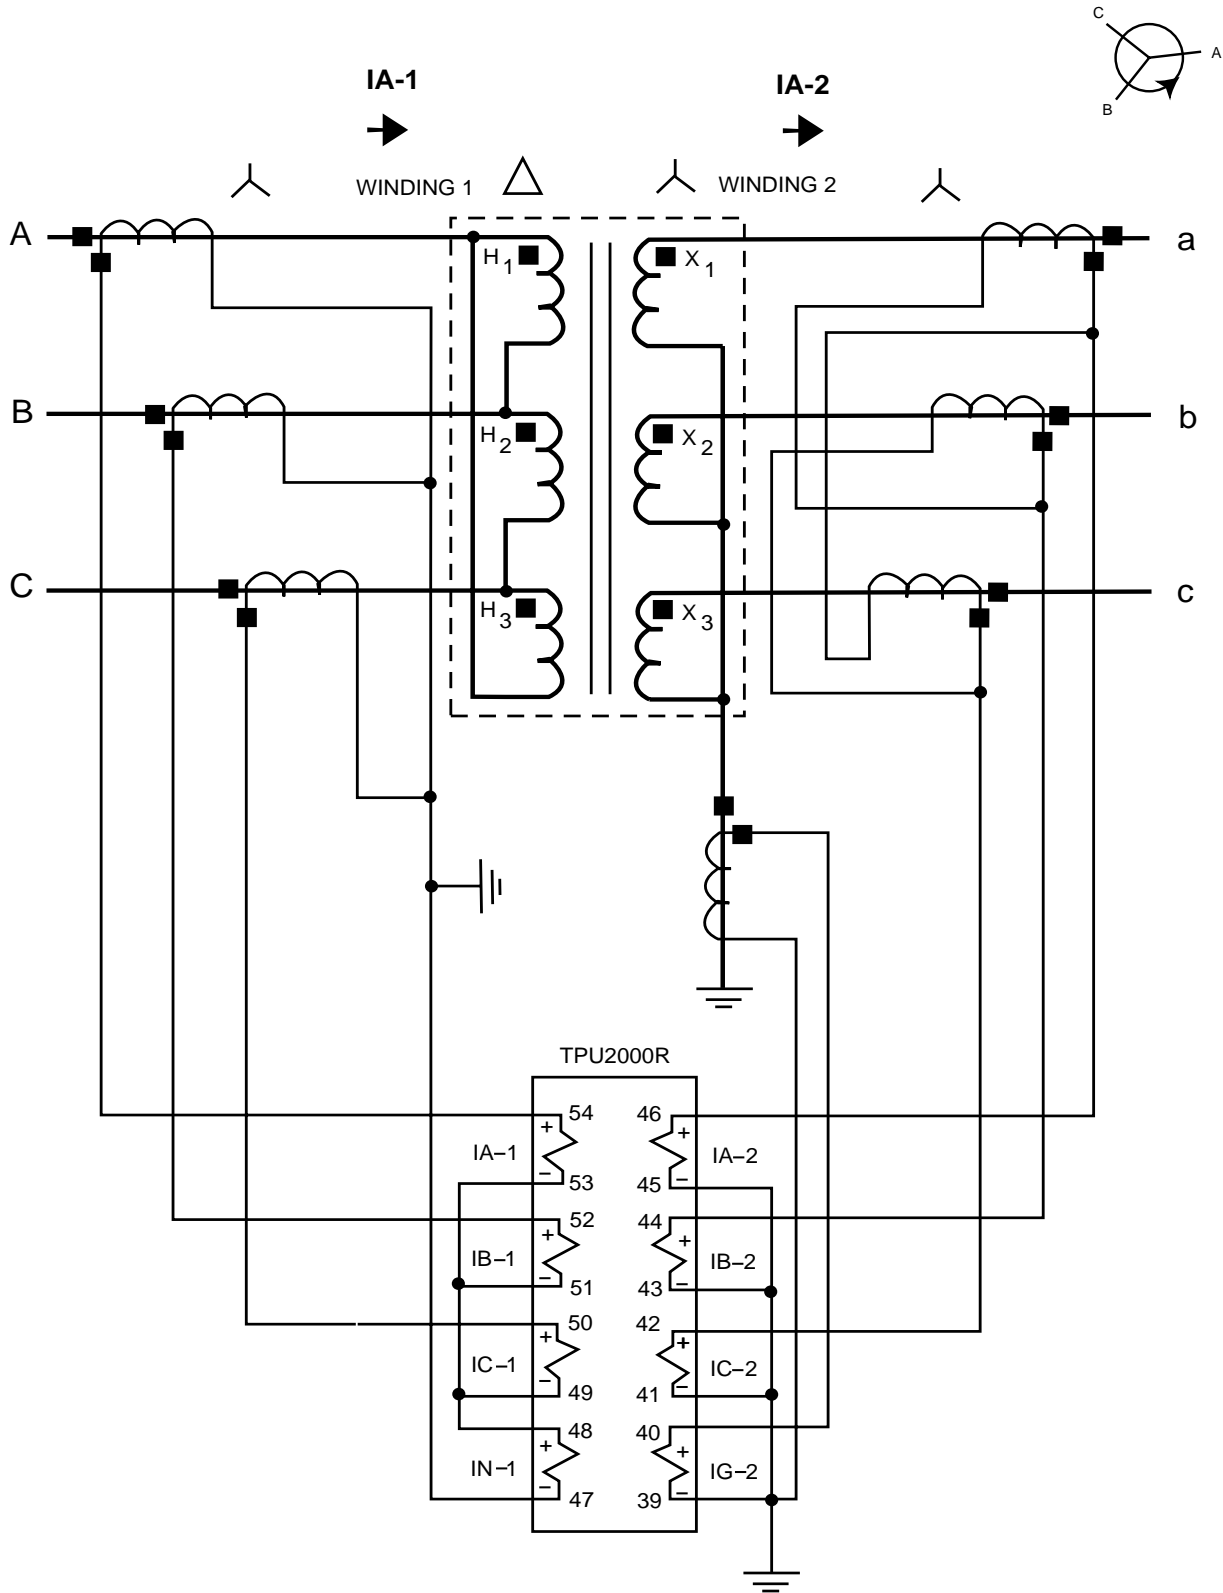 C
A
B
IA-1
IA-2
WINDING 1
WINDING 2
A
a
H1
X1
B
b
H2
X2
C
c
H3
X3
TPU2000R
54
46
+
+
IA–1
IA–2
–
–
53
45
52
44
+
+
IB–1
IB–2
–
–
51
43
50
42
+
+
IC–1
IC–2
–
–
49
41
48
40
+
+
IN–1
IG–2
–
–
47
39